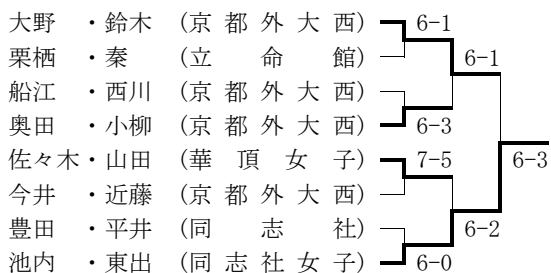 大野・鈴木 (京都外大西) 6-1
栗栖・秦 (立命館) 6-1
船江・西川 (京都外大西)
奥田・小柳 (京都外大西) 6-3
6-3
佐々木・山田 (華頂女子) 7-5
今井・近藤 (京都外大西)
豊田・平井 (同志社) 6-2
池内・東出 (同志社女子) 6-0